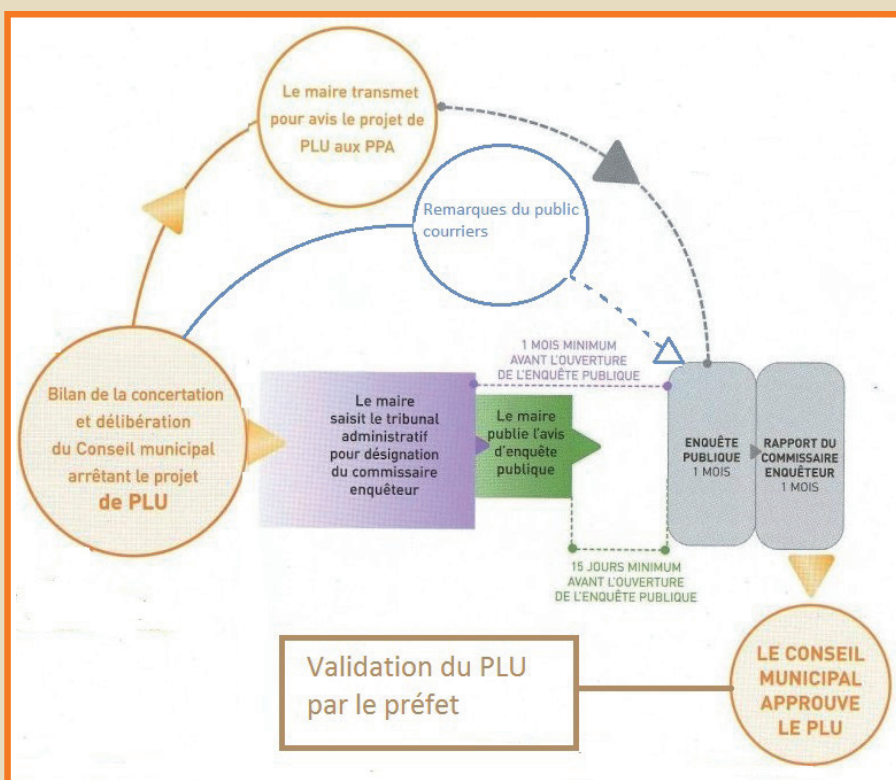 Le maire transmet
pour avis le projet de
PLU aux PPA
Remarques du public
courriers
1 MOIS MINIMUM
AVANT L'OUVERTURE
DE L'ENQUÊTE PUBLIQUE
Bilan de la concertation
et délibération
du Conseil municipal
arrêtant le projet
de PLU
Le maire
saisit le tribunal
administratif
pour désignation
du commissaire
enquêteur
Le maire
publie l'avis
d'enquête
publique
ENQUÊTE
PUBLIQUE
1 MOIS
RAPPORT DU
COMMISSAIRE
ENQUÊTEUR
1 MOIS
15 JOURS MINIMUM
AVANT L'OUVERTURE
DE L'ENQUÊTE PUBLIQUE
Validation du PLU
par le préfet
LE CONSEIL
MUNICIPAL
APPROUVE
LE PLU